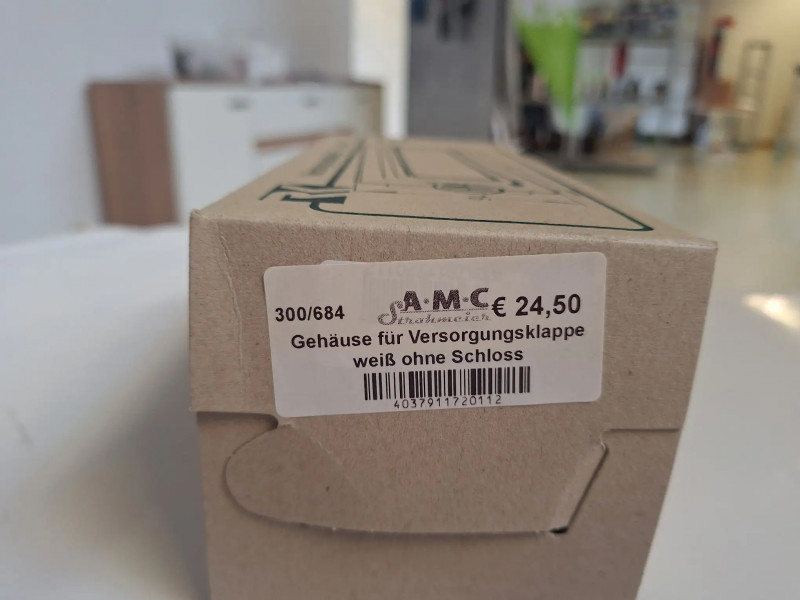 300/684 A·M·C € 24,50
Strohmeier
Gehäuse für Versorgungsklappe
weiß ohne Schloss
4037911720112